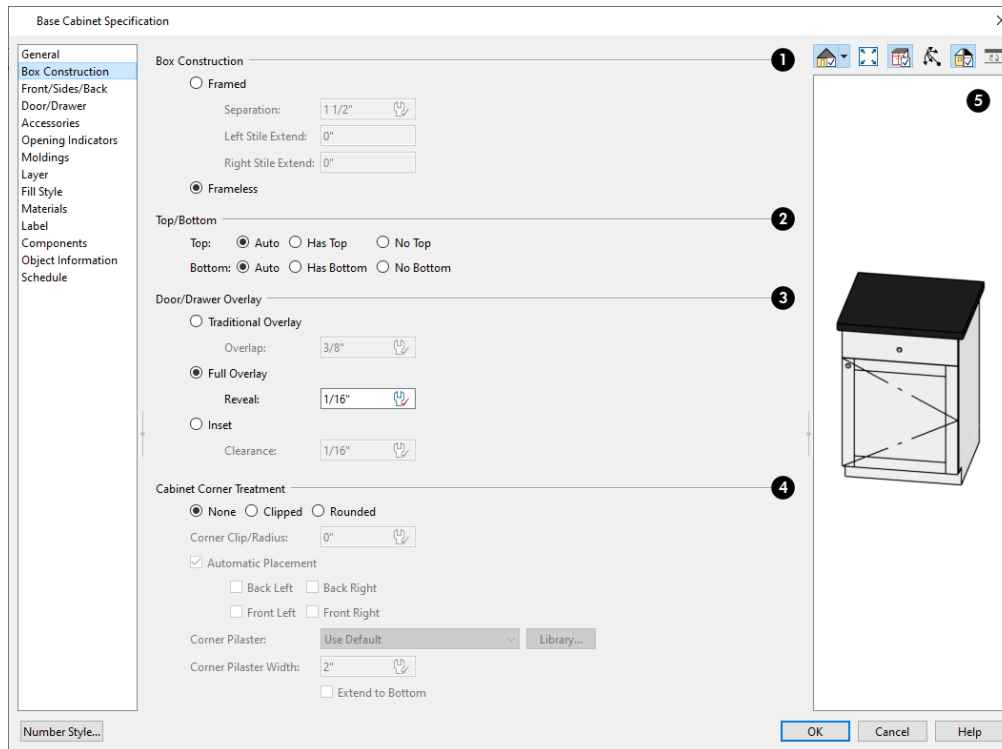 Base Cabinet Specification
General
Box Construction
Front/Sides/Back
Door/Drawer
Accessories
Opening Indicators
Moldings
Layer
Fill Style
Materials
Label
Components
Object Information
Schedule
Box Construction 1
Framed
Separation: 1 1/2"
Left Stile Extend: 0"
Right Stile Extend: 0"
Frameless
Top/Bottom 2
Top: Auto Has Top No Top
Bottom: Auto Has Bottom No Bottom
Door/Drawer Overlay 3
Traditional Overlay
Overlap: 3/8"
Full Overlay
Reveal: 1/16"
Inset
Clearance: 1/16"
Cabinet Corner Treatment 4
None Clipped Rounded
Corner Clip/Radius: 0"
Automatic Placement
Back Left Back Right
Front Left Front Right
Corner Pilaster: Use Default Library...
Corner Pilaster Width: 2"
Extend to Bottom
5
Number Style... OK Cancel Help